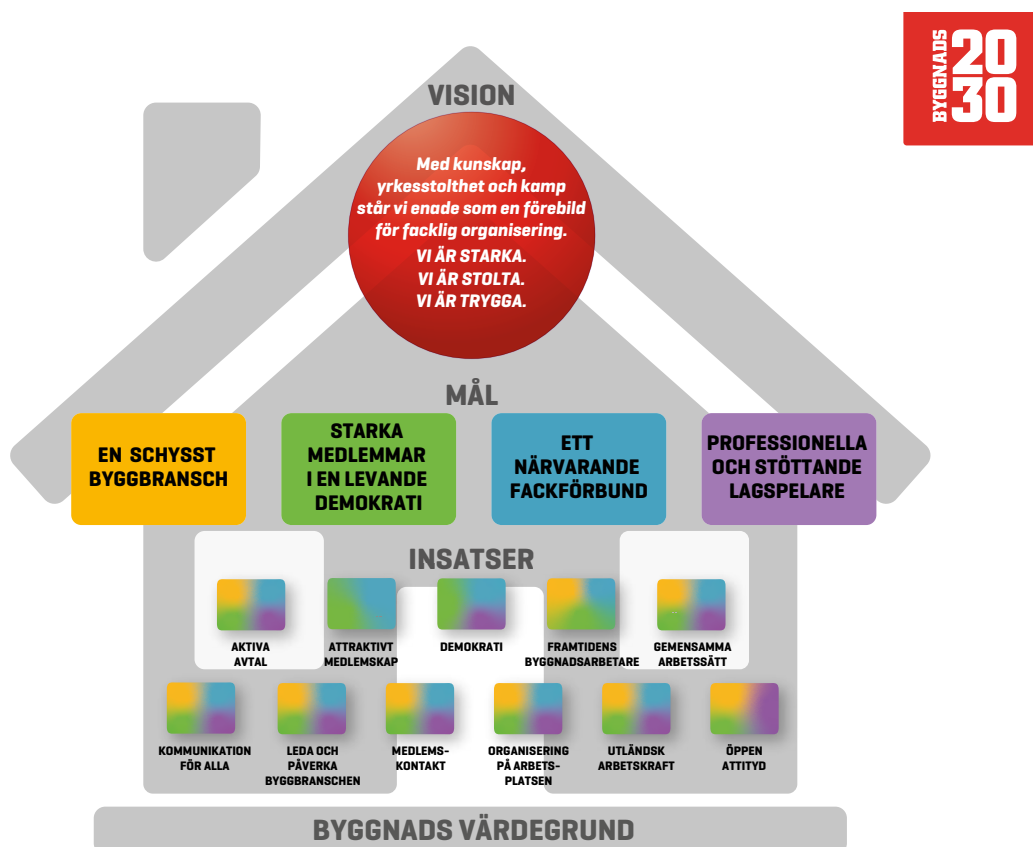 BYGGNADS
20
30
VISION
Med kunskap,
yrkesstolthet och kamp
står vi enade som en förebild
för facklig organisering.
VI ÄR STARKA.
VI ÄR STOLTA.
VI ÄR TRYGGA.
MÅL
EN SCHYSST
BYGGBRANSCH
STARKA
MEDLEMMAR
I EN LEVANDE
DEMOKRATI
ETT
NÄRVARANDE
FACKFÖRBUND
PROFESSIONELLA
OCH STÖTTANDE
LAGSPELARE
INSATSER
AKTIVA
AVTAL
ATTRAKTIVT
MEDLEMSKAP
DEMOKRATI
FRAMTIDENS
BYGGNADSARBETARE
GEMENSAMMA
ARBETSSÄTT
KOMMUNIKATION
FÖR ALLA
LEDA OCH
PÅVERKA
BYGGBRANSCHEN
MEDLEMS-
KONTAKT
ORGANISERING
PÅ ARBETS-
PLATSEN
UTLÄNDSK
ARBETSKRAFT
ÖPPEN
ATTITYD
BYGGNADS VÄRDEGRUND